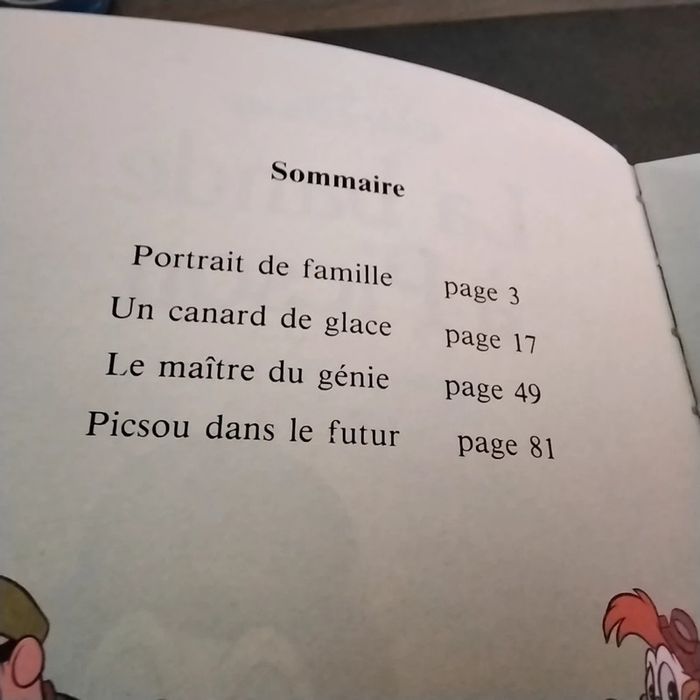 Sommaire
Portrait de famille page 3
Un canard de glace page 17
Le maître du génie page 49
Picsou dans le futur page 81